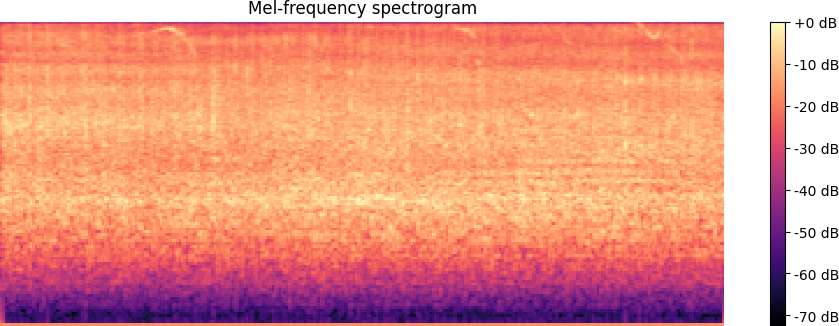 Mel-frequency spectrogram
+0 dB
-10 dB
-20 dB
-30 dB
-40 dB
-50 dB
-60 dB
-70 dB